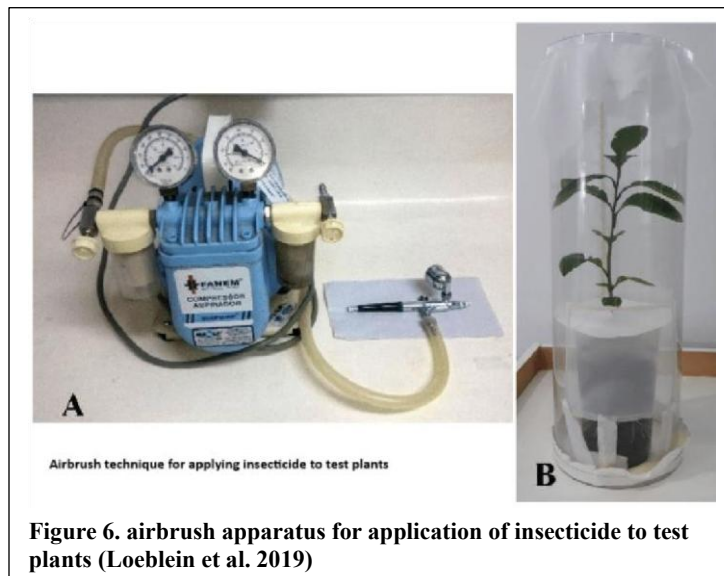 FANEM
COMPRESSOR
ASPIRADOR
A
B
Airbrush technique for applying insecticide to test plants
Figure 6. airbrush apparatus for application of insecticide to test
plants (Loeblein et al. 2019)